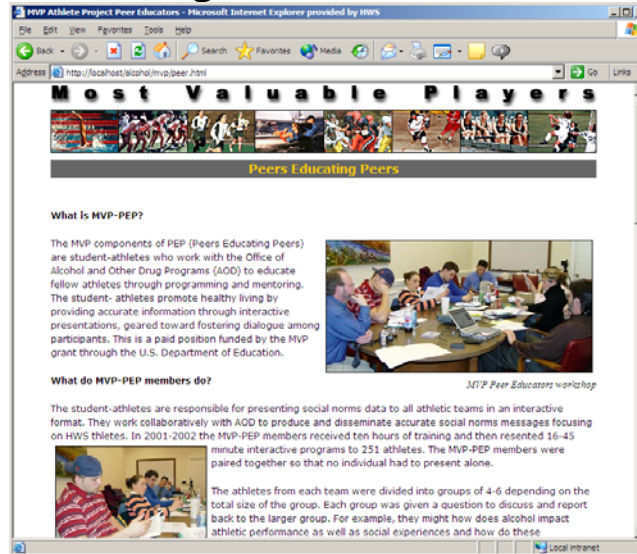 MVP Athlete Project Peer Educators - Microsoft Internet Explorer provided by HWS
File Edit View Favorites Tools Help
Back Search Favorites Media
Address http://localhost/alcohol/mvp/peer.html Go Links
Most Valuable Players
Peers Educating Peers
What is MVP-PEP?
The MVP components of PEP (Peers Educating Peers)
are student-athletes who work with the Office of
Alcohol and Other Drug Programs (AOD) to educate
fellow athletes through programming and mentoring.
The student- athletes promote healthy living by
providing accurate information through interactive
presentations, geared toward fostering dialogue among
participants. This is a paid position funded by the MVP
grant through the U.S. Department of Education.
MVP Peer Educators workshop
What do MVP-PEP members do?
The student-athletes are responsible for presenting social norms data to all athletic teams in an interactive
format. They work collaboratively with AOD to produce and disseminate accurate social norms messages focusing
on HWS thletes. In 2001-2002 the MVP-PEP members received ten hours of training and then resented 16-45
minute interactive programs to 251 athletes. The MVP-PEP members were
paired together so that no individual had to present alone.
The athletes from each team were divided into groups of 4-6 depending on the
total size of the group. Each group was given a question to discuss and report
back to the larger group. For example, they might how does alcohol impact
athletic performance as well as social experiences and how do these
Local intranet